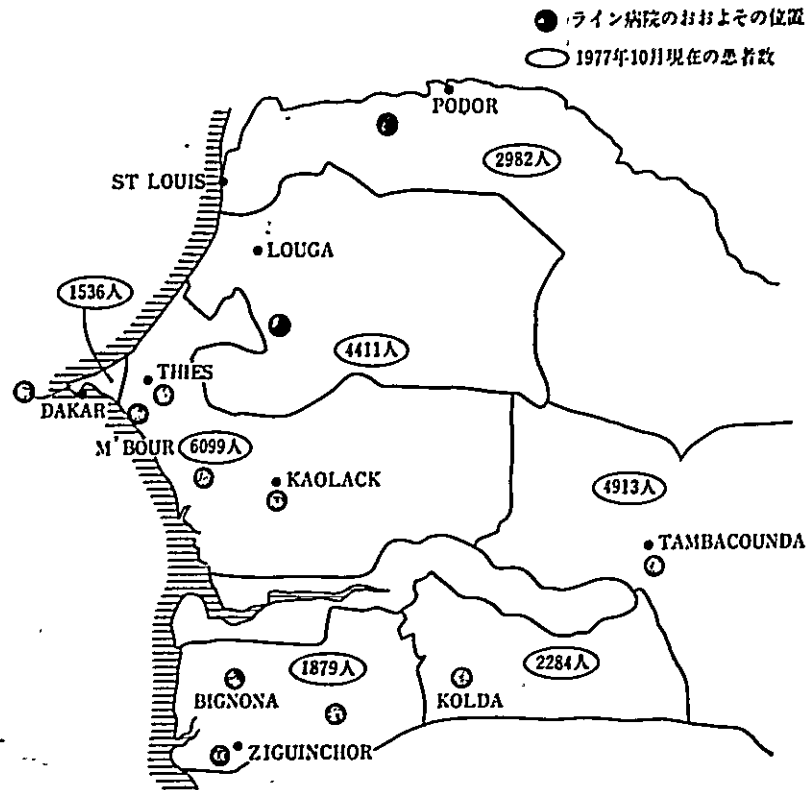 ライン病院のおおよその位置
1977年10月現在の患者数
PODOR
2982人
ST LOUIS
LOUGA
1536人
4411人
THIES
DAKAR
M'BOUR
6099人
KAOLACK
4913人
TAMBACOUNDA
1879人
2284人
BIGNONA
KOLDA
ZIGUINCHOR